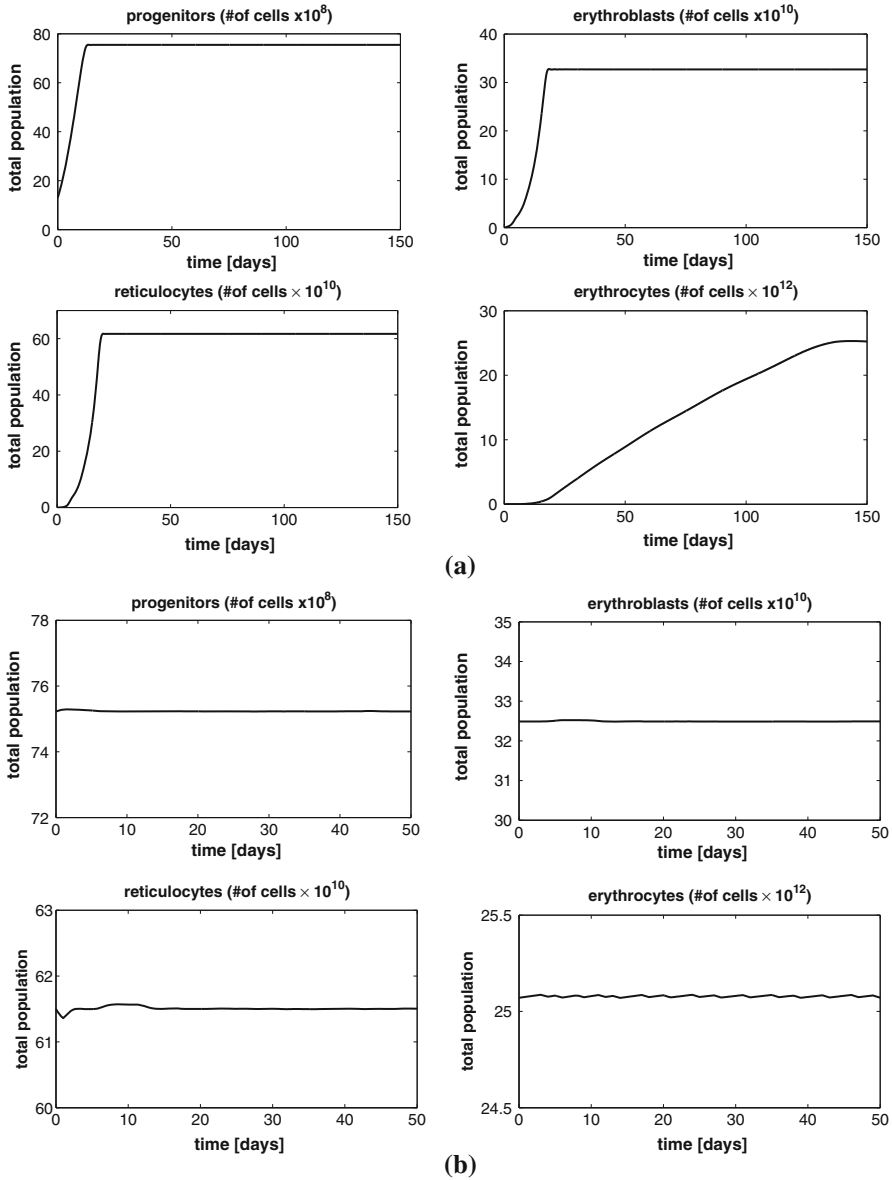 progenitors (#of cells x10^8)
80
60
40
20
0
total population
0 50 100 150
time [days]
erythroblasts (#of cells x10^10)
40
30
20
10
0
total population
0 50 100 150
time [days]
reticulocytes (#of cells × 10^10)
60
40
20
0
total population
0 50 100 150
time [days]
erythrocytes (#of cells × 10^12)
30
20
10
0
total population
0 50 100 150
time [days]
(a)
progenitors (#of cells x10^8)
78
76
74
72
total population
0 10 20 30 40 50
time [days]
erythroblasts (#of cells x10^10)
35
34
33
32
31
30
total population
0 10 20 30 40 50
time [days]
reticulocytes (#of cells × 10^10)
63
62
61
60
total population
0 10 20 30 40 50
time [days]
erythrocytes (#of cells × 10^12)
25.5
25
24.5
total population
0 10 20 30 40 50
time [days]
(b)